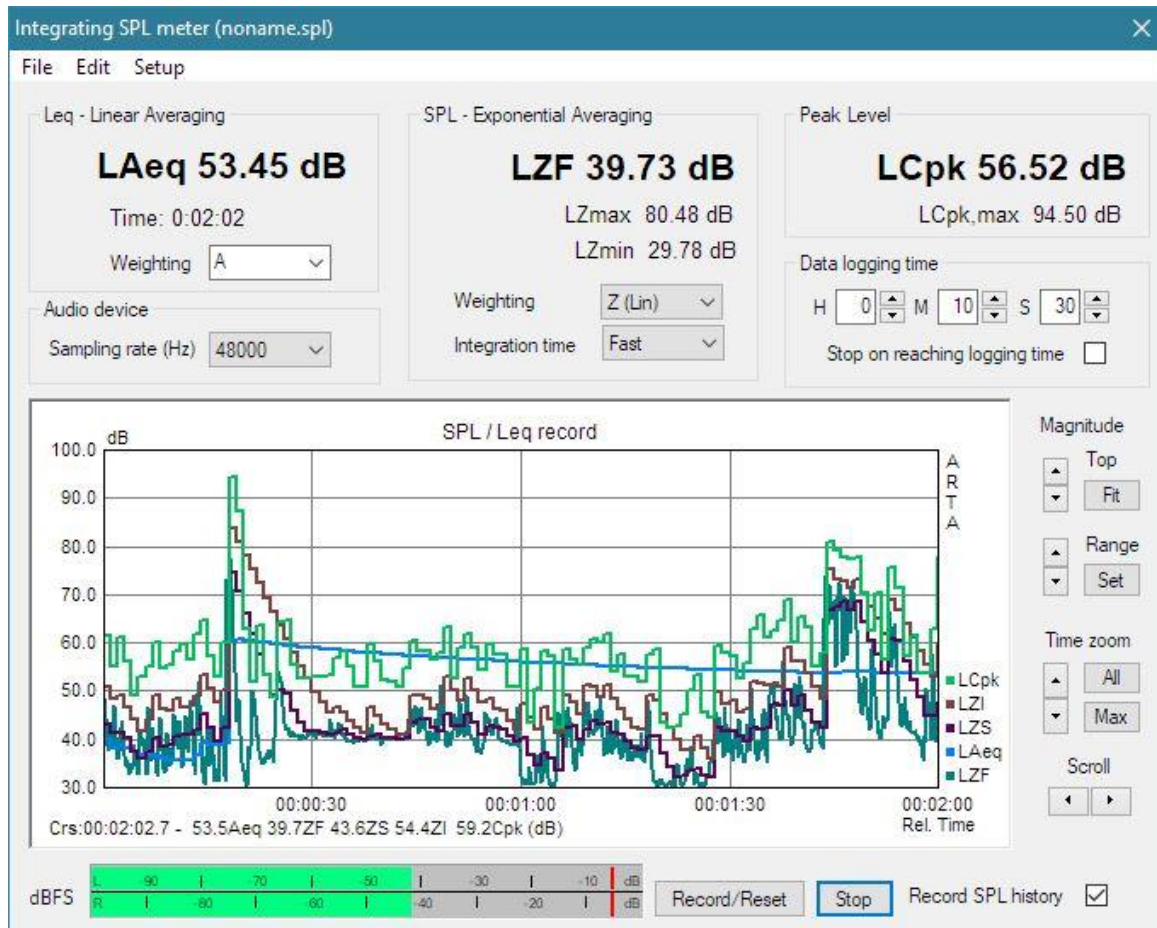 Integrating SPL meter (noname.spl)
File Edit Setup
Leq - Linear Averaging
LAeq 53.45 dB
Time: 0:02:02
Weighting A
Audio device
Sampling rate (Hz) 48000
SPL - Exponential Averaging
LZF 39.73 dB
LZmax 80.48 dB
LZmin 29.78 dB
Weighting Z (Lin)
Integration time Fast
Peak Level
LCpk 56.52 dB
LCpk,max 94.50 dB
Data logging time
H 0 M 10 S 30
Stop on reaching logging time
SPL / Leq record
dB
100.0
90.0
80.0
70.0
60.0
50.0
40.0
30.0
00:00:30 00:01:00 00:01:30 00:02:00
Rel. Time
Crs:00:02:02.7 - 53.5Aeq 39.7ZF 43.6ZS 54.4ZI 59.2Cpk (dB)
ARTA
LCpk
LZI
LZS
LAeq
LZF
Magnitude
Top
Fit
Range
Set
Time zoom
All
Max
Scroll
dBFS
L -90 -70 -50 -30 -10 dB
R -80 -60 -40 -20 dB
Record/Reset
Stop
Record SPL history